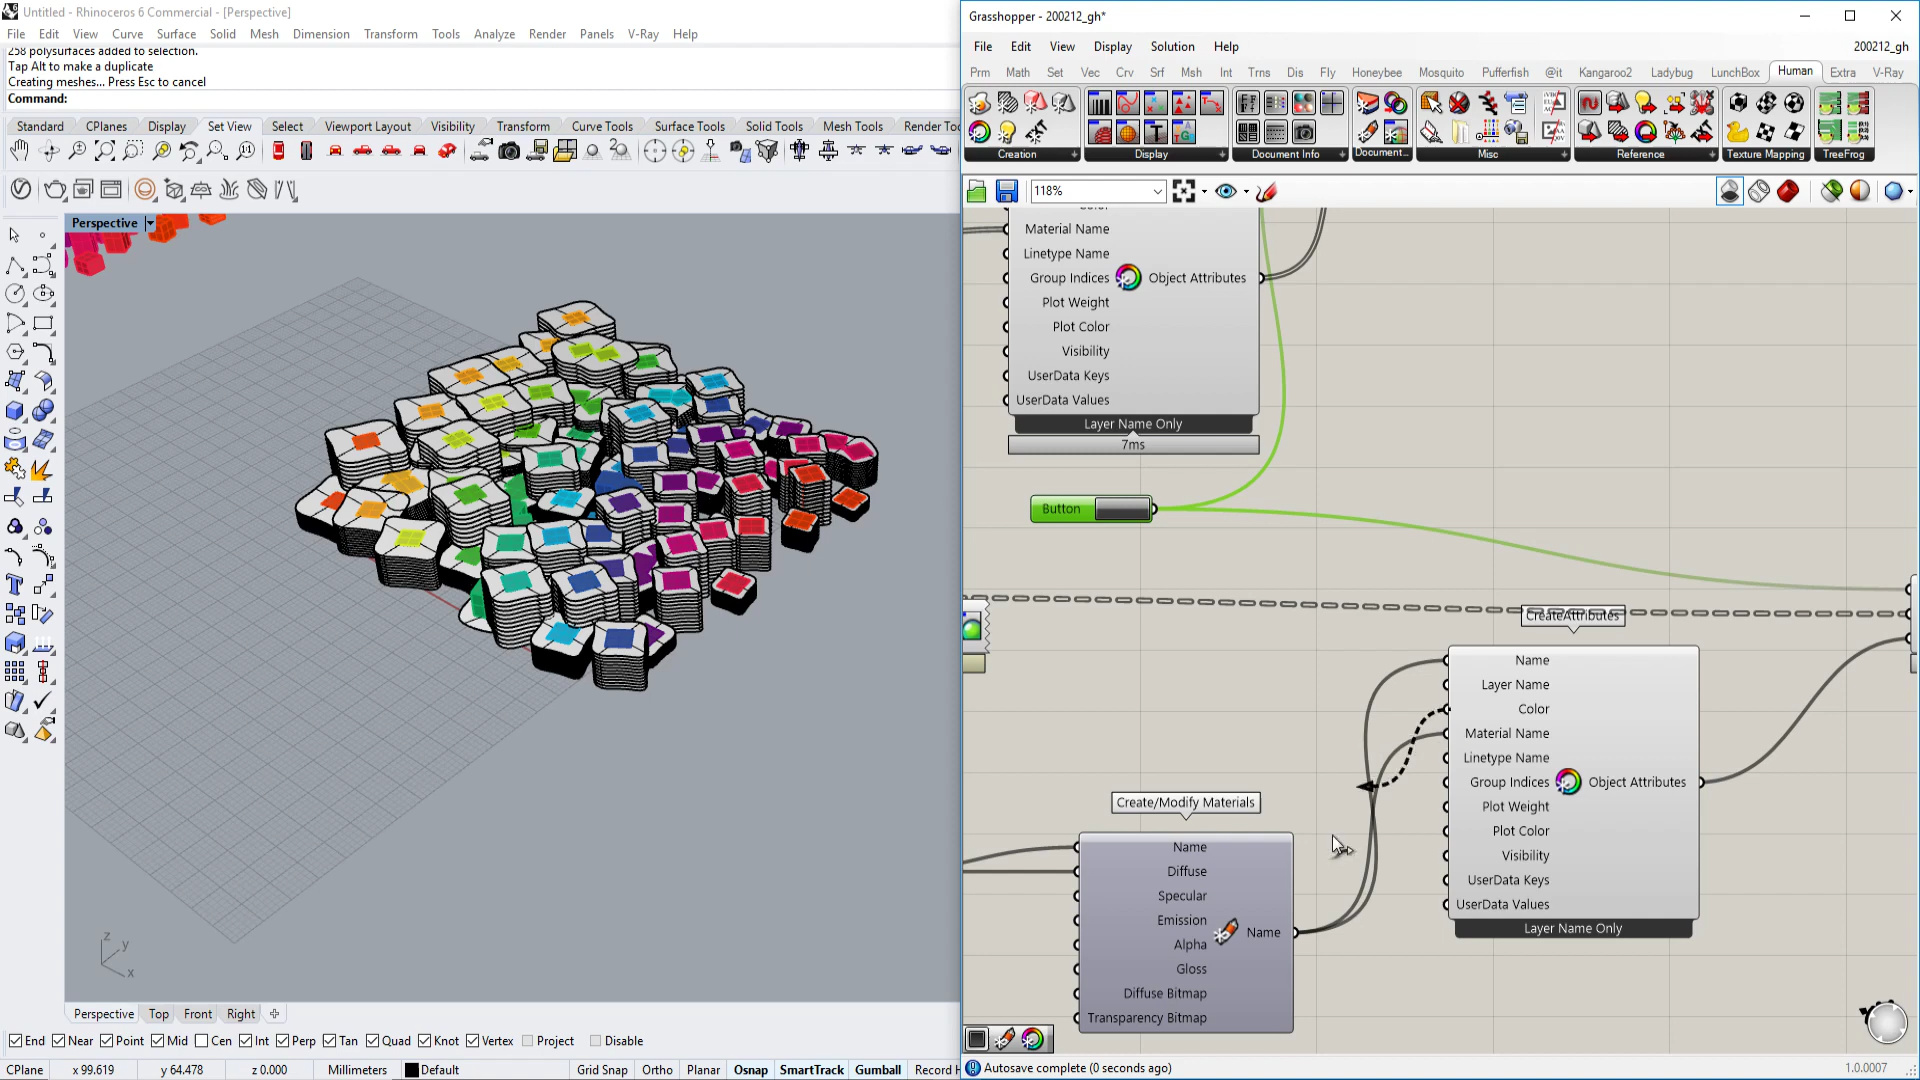 Untitled - Rhinoceros 6 Commercial - [Perspective]
File Edit View Curve Surface Solid Mesh Dimension Transform Tools Analyze Render Panels V-Ray Help
258 polysurfaces added to selection.
Tap Alt to make a duplicate
Creating meshes... Press Esc to cancel
Command:
Standard CPlanes Display Set View Select Viewport Layout Visibility Transform Curve Tools Surface Tools Solid Tools Mesh Tools Render Too
Perspective
z
y
x
Perspective Top Front Right
End Near Point Mid Cen Int Perp Tan Quad Knot Vertex Project Disable
CPlane x 99.619 y 64.478 z 0.000 Millimeters Default Grid Snap Ortho Planar Osnap SmartTrack Gumball Record H
Grasshopper - 200212_gh*
File Edit View Display Solution Help 200212_gh
Prm Math Set Vec Crv Srf Msh Int Trns Dis Fly Honeybee Mosquito Pufferfish @it Kangaroo2 Ladybug LunchBox Human Extra V-Ray
Creation Display Document Info Document... Misc Reference Texture Mapping TreeFrog
118%
Material Name
Linetype Name
Group Indices Object Attributes
Plot Weight
Plot Color
Visibility
UserData Keys
UserData Values
Layer Name Only
7ms
Button
CreateAttributes
Name
Layer Name
Color
Material Name
Linetype Name
Group Indices Object Attributes
Plot Weight
Plot Color
Visibility
UserData Keys
UserData Values
Layer Name Only
Create/Modify Materials
Name
Diffuse
Specular
Emission Name
Alpha
Gloss
Diffuse Bitmap
Transparency Bitmap
Autosave complete (0 seconds ago) 1.0.0007